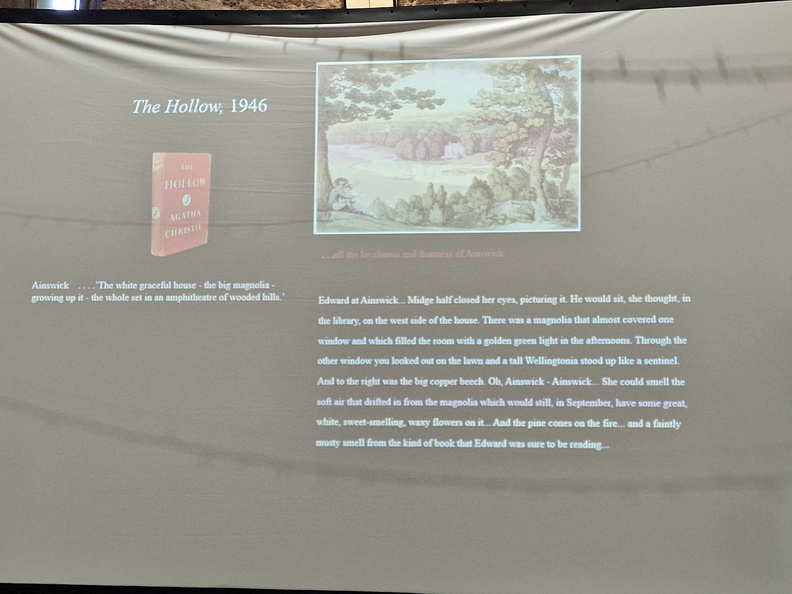 The Hollow, 1946
THE
HOLLOW
AGATHA
CHRISTIE
. . .all the loveliness and dearness of Ainswick
Ainswick . . . .'The white graceful house - the big magnolia -
growing up it - the whole set in an amphitheatre of wooded hills.'
Edward at Ainswick... Midge half closed her eyes, picturing it. He would sit, she thought, in
the library, on the west side of the house. There was a magnolia that almost covered one
window and which filled the room with a golden green light in the afternoons. Through the
other window you looked out on the lawn and a tall Wellingtonia stood up like a sentinel.
And to the right was the big copper beech. Oh, Ainswick - Ainswick... She could smell the
soft air that drifted in from the magnolia which would still, in September, have some great,
white, sweet-smelling, waxy flowers on it... And the pine cones on the fire... and a faintly
musty smell from the kind of book that Edward was sure to be reading...